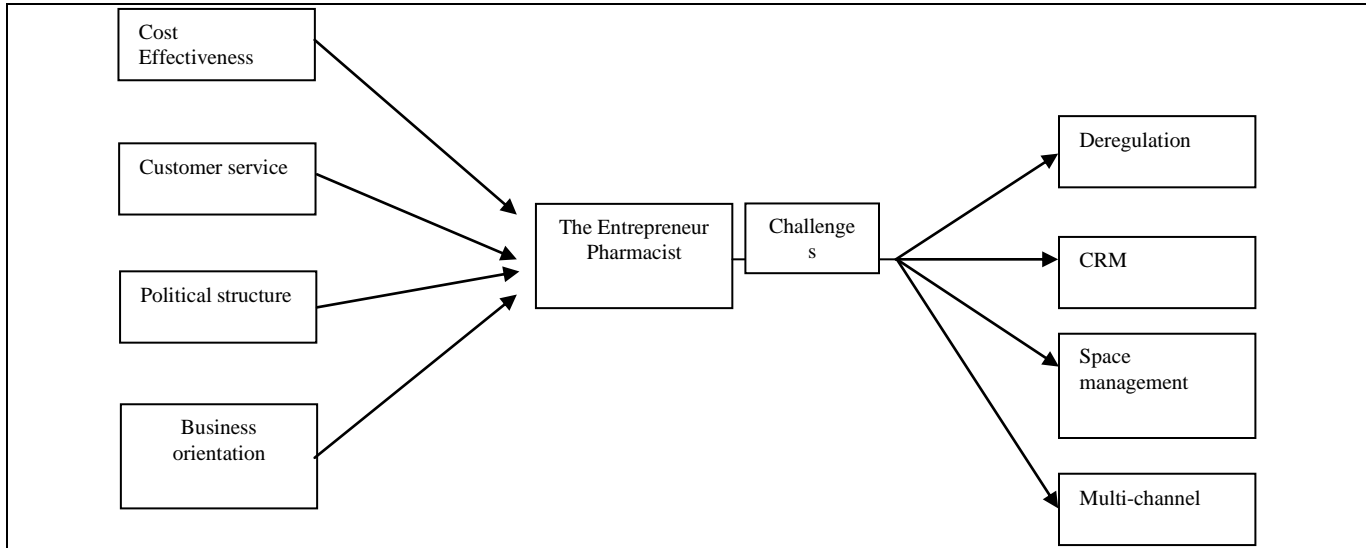 Cost
Effectiveness
Customer service
Political structure
Business
orientation
The Entrepreneur
Pharmacist
Challenge
s
Deregulation
CRM
Space
management
Multi-channel